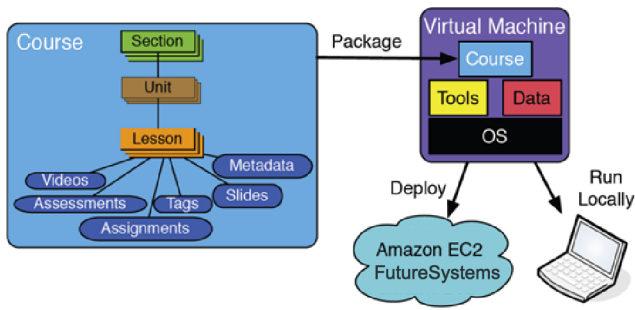 Course
Section
Unit
Lesson
Metadata
Videos
Slides
Assessments
Tags
Assignments
Package
Virtual Machine
Course
Tools
Data
OS
Deploy
Run
Locally
Amazon EC2
FutureSystems